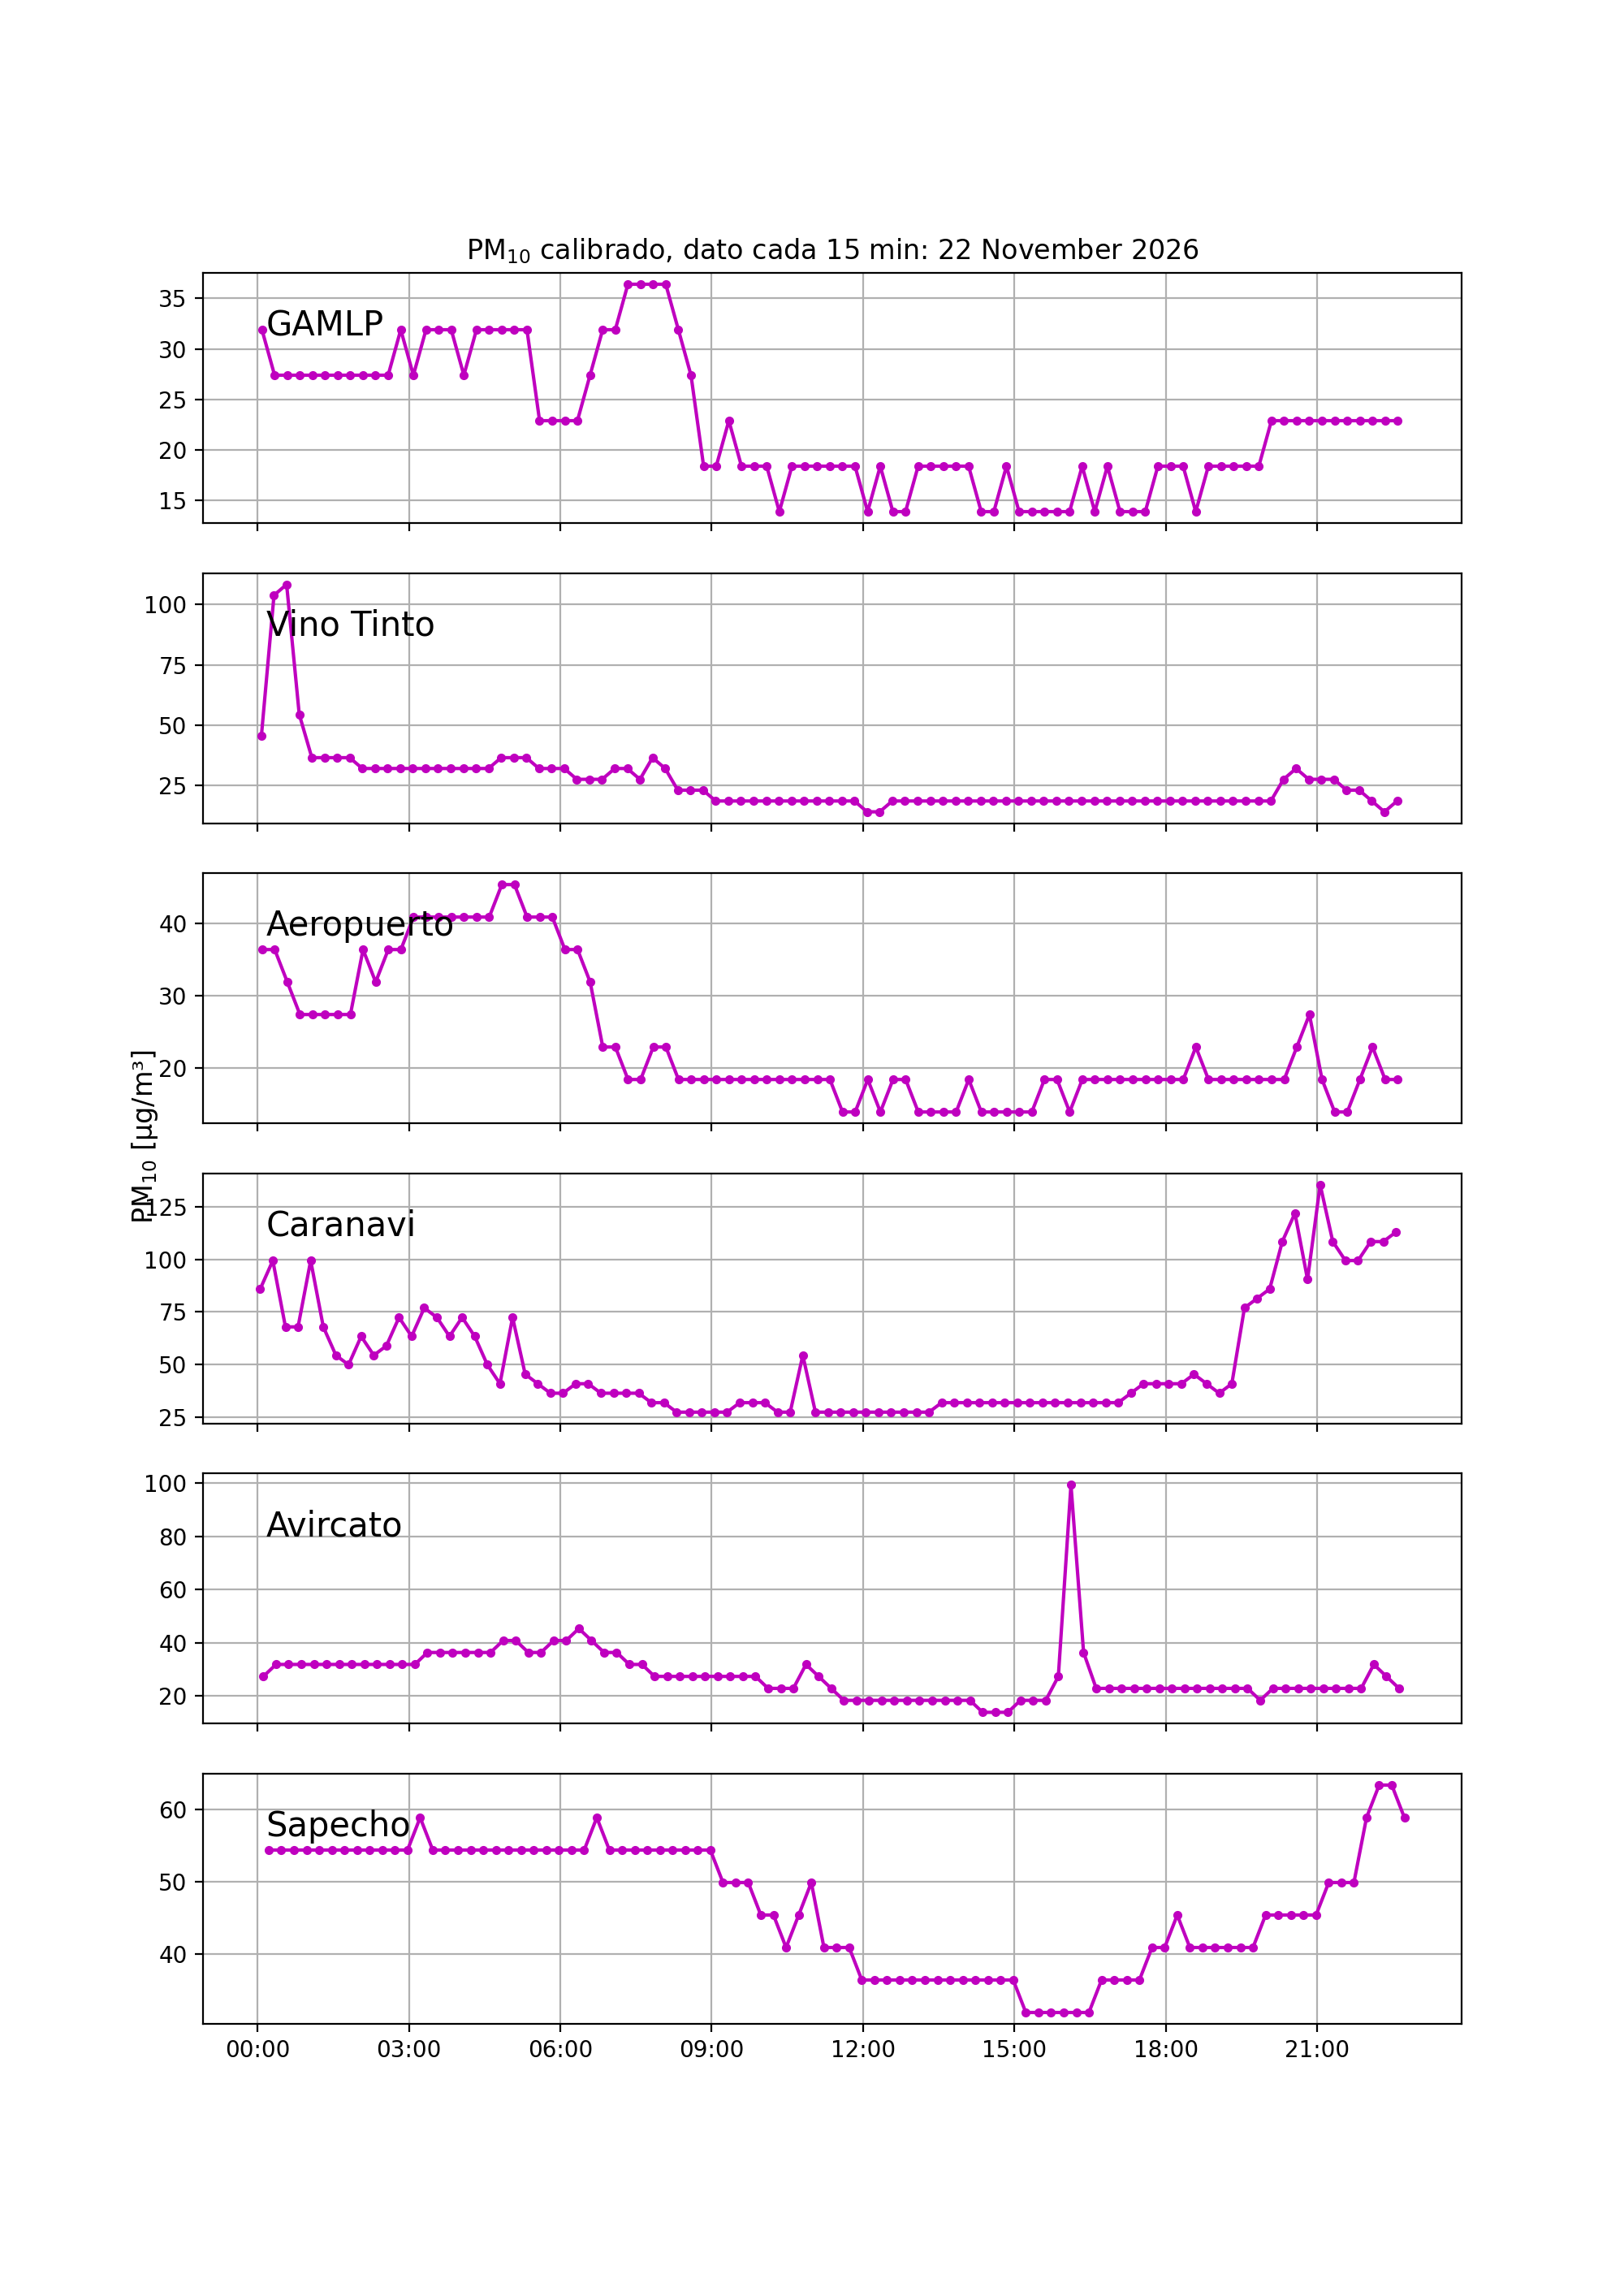 PM₁₀ calibrado, dato cada 15 min: 22 November 2026
PM₁₀ [µg/m³]
GAMLP
35
30
25
20
15
Vino Tinto
100
75
50
25
Aeropuerto
40
30
20
Caranavi
125
100
75
50
25
Avircato
100
80
60
40
20
Sapecho
60
50
40
00:00 03:00 06:00 09:00 12:00 15:00 18:00 21:00